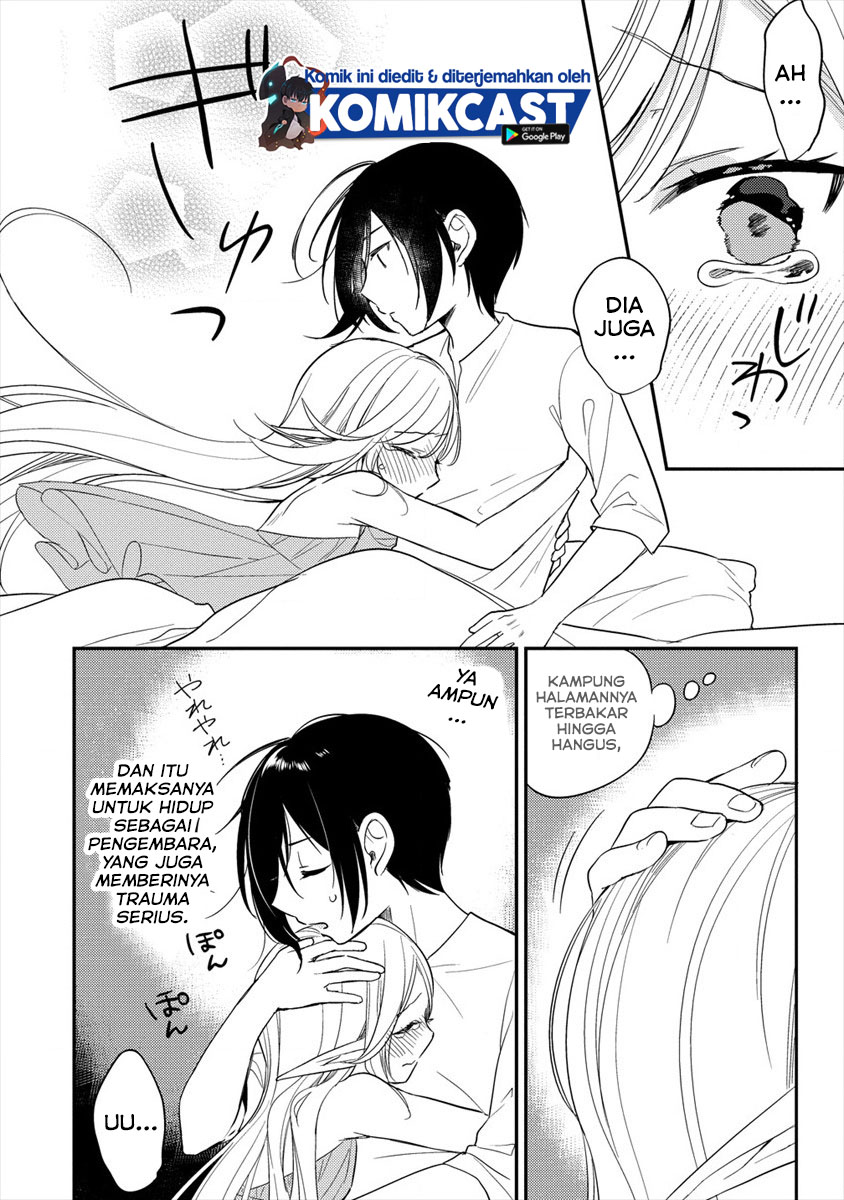 AH
...
じわっ
Komik ini diedit & diterjemahkan oleh
KOMIKCAST
GET IT ON
Google Play
ギ
ゅ
っ
DIA
JUGA
...
KAMPUNG
HALAMANNYA
TERBAKAR
HINGGA
HANGUS,
YA
AMPUN
...
やれ
やれ…
DAN ITU
MEMAKSANYA
UNTUK HIDUP
SEBAGAI|
PENGEMBARA,
YANG JUGA
MEMBERINYA
TRAUMA
SERIUS.
ぽん
ぽん
UU...